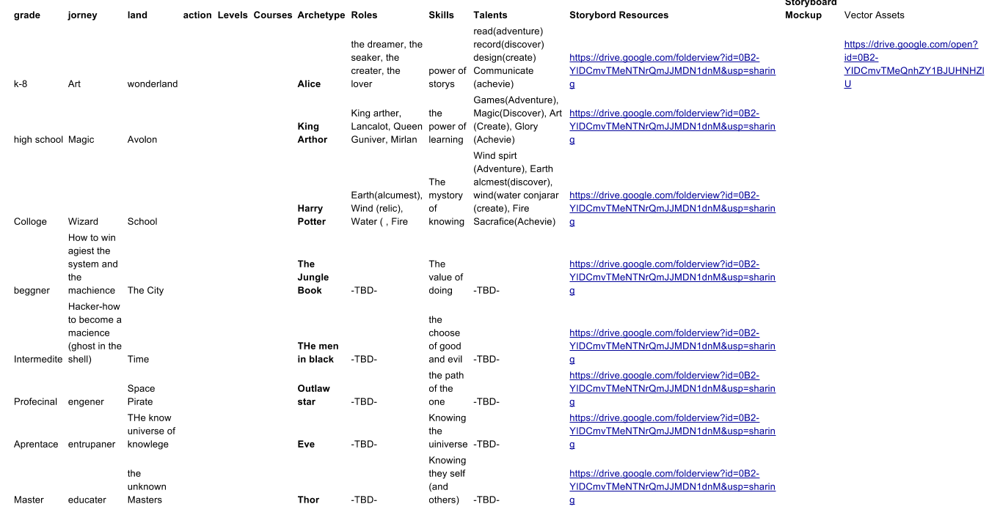 grade
jorney
land
action
Levels
Courses
Archetype
Roles
Skills
Talents
Storybord Resources
Storyboard
Mockup
Vector Assets
k-8
Art
wonderland
Alice
the dreamer, the
seaker, the
creater, the
lover
power of
storys
read(adventure)
record(discover)
design(create)
Communicate
(achevie)
https://drive.google.com/folderview?id=0B2-
YIDCmvTMeNTNrQmJJMDN1dnM&usp=sharin
g
https://drive.google.com/open?
id=0B2-
YIDCmvTMeQnhZY1BJUHNHZl
U
high school
Magic
Avolon
King
Arthor
King arther,
Lancalot, Queen
Guniver, Mirlan
the
power of
learning
Games(Adventure),
Magic(Discover), Art
(Create), Glory
(Achevie)
https://drive.google.com/folderview?id=0B2-
YIDCmvTMeNTNrQmJJMDN1dnM&usp=sharin
g
Colloge
Wizard
School
Harry
Potter
Earth(alcumest),
Wind (relic),
Water ( , Fire
The
mystory
of
knowing
Wind spirt
(Adventure), Earth
alcmest(discover),
wind(water conjarar
(create), Fire
Sacrafice(Achevie)
https://drive.google.com/folderview?id=0B2-
YIDCmvTMeNTNrQmJJMDN1dnM&usp=sharin
g
beggner
How to win
agiest the
system and
the
machience
The City
The
Jungle
Book
-TBD-
The
value of
doing
-TBD-
https://drive.google.com/folderview?id=0B2-
YIDCmvTMeNTNrQmJJMDN1dnM&usp=sharin
g
Intermedite
Hacker-how
to become a
macience
(ghost in the
shell)
Time
THe men
in black
-TBD-
the
choose
of good
and evil
-TBD-
https://drive.google.com/folderview?id=0B2-
YIDCmvTMeNTNrQmJJMDN1dnM&usp=sharin
g
Profecinal
engener
Space
Pirate
Outlaw
star
-TBD-
the path
of the
one
-TBD-
https://drive.google.com/folderview?id=0B2-
YIDCmvTMeNTNrQmJJMDN1dnM&usp=sharin
g
Aprentace
entrupaner
THe know
universe of
knowlege
Eve
-TBD-
Knowing
the
uiniverse
-TBD-
https://drive.google.com/folderview?id=0B2-
YIDCmvTMeNTNrQmJJMDN1dnM&usp=sharin
g
Master
educater
the
unknown
Masters
Thor
-TBD-
Knowing
they self
(and
others)
-TBD-
https://drive.google.com/folderview?id=0B2-
YIDCmvTMeNTNrQmJJMDN1dnM&usp=sharin
g